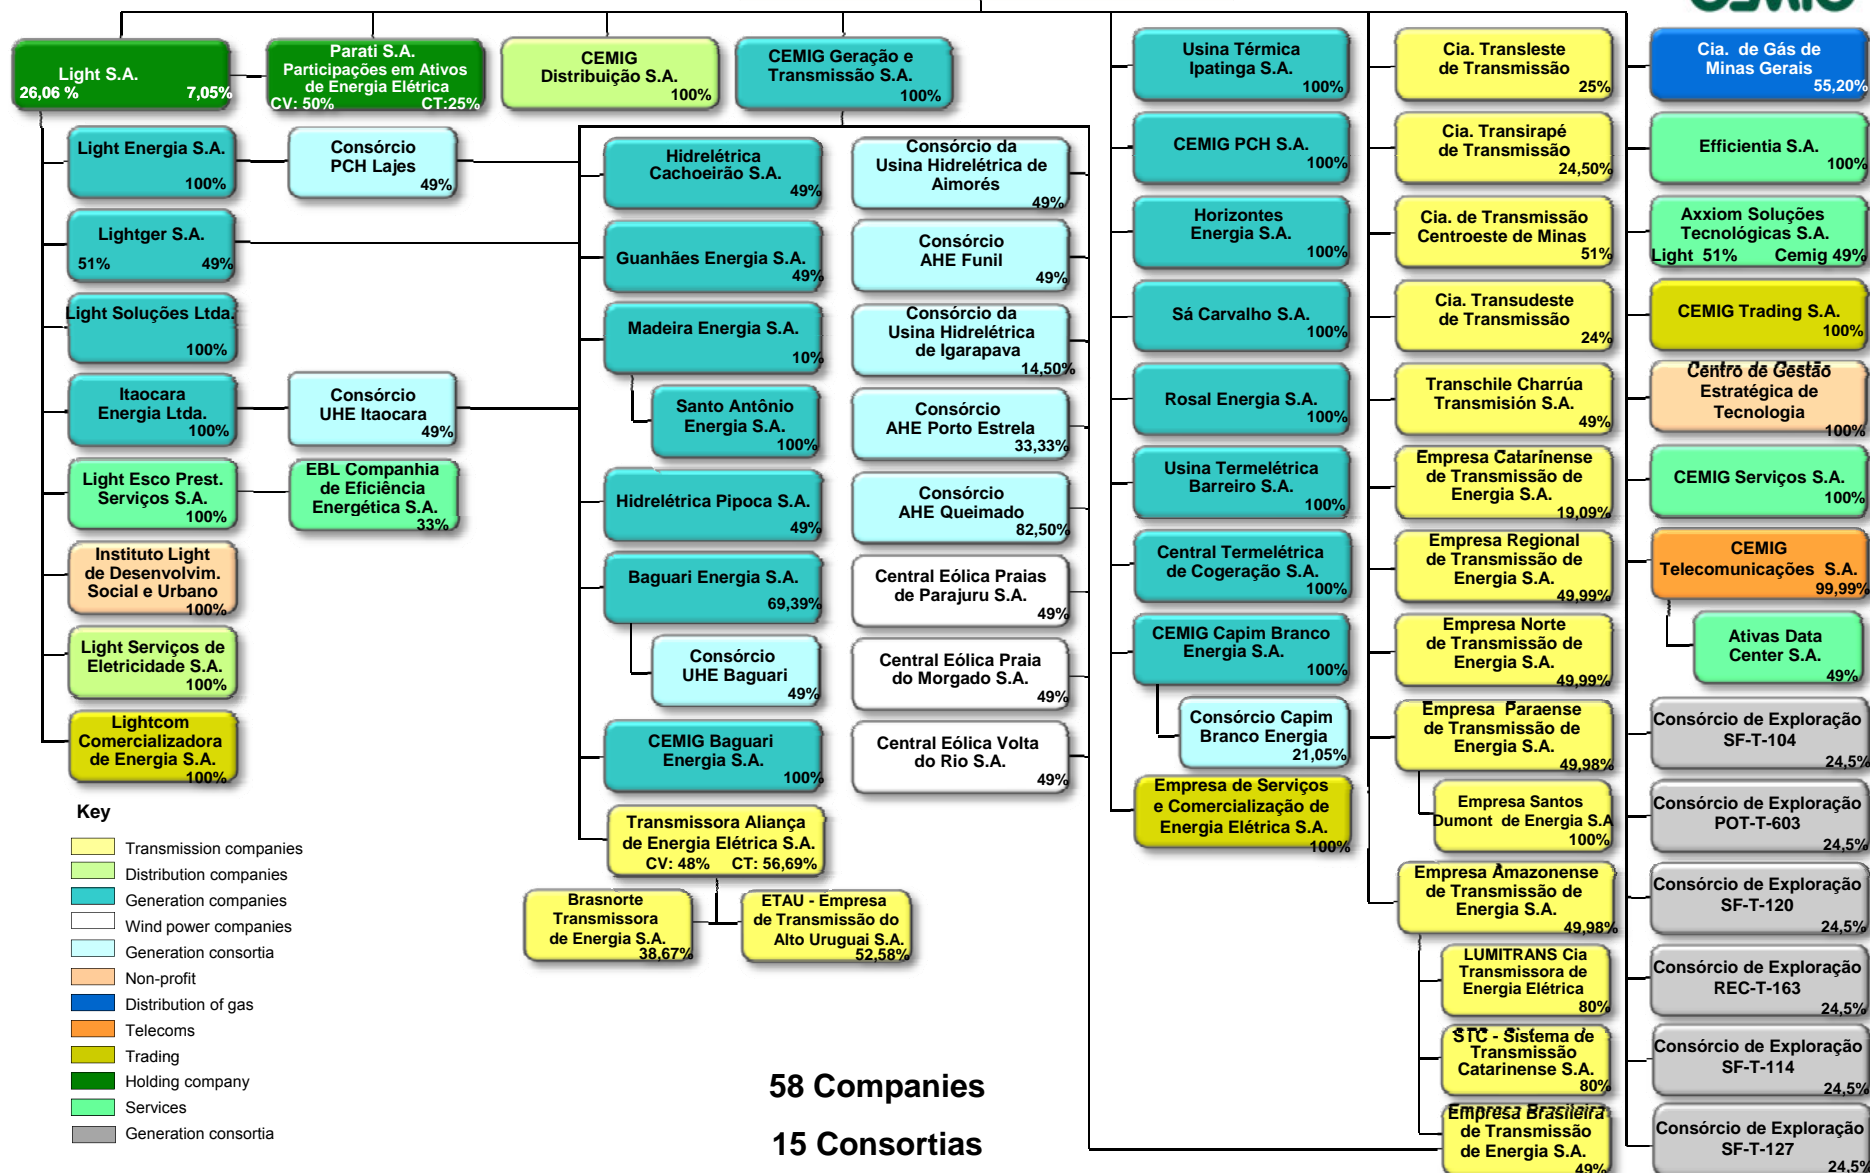 CEMIG
Light S.A.
26,06 % 7,05%
Parati S.A.
Participações em Ativos
de Energia Elétrica
CV: 50% CT:25%
CEMIG
Distribuição S.A.
100%
CEMIG Geração e
Transmissão S.A.
100%
Light Energia S.A.
100%
Consórcio
PCH Lajes
49%
Lightger S.A.
51% 49%
Light Soluções Ltda.
100%
Itaocara
Energia Ltda.
100%
Consórcio
UHE Itaocara
49%
Light Esco Prest.
Serviços S.A.
100%
EBL Companhia
de Eficiência
Energética S.A.
33%
Instituto Light
de Desenvolvim.
Social e Urbano
100%
Light Serviços de
Eletricidade S.A.
100%
Lightcom
Comercializadora
de Energia S.A.
100%
Hidrelétrica
Cachoeirão S.A.
49%
Guanhães Energia S.A.
49%
Madeira Energia S.A.
10%
Santo Antônio
Energia S.A.
100%
Hidrelétrica Pipoca S.A.
49%
Baguari Energia S.A.
69,39%
Consórcio
UHE Baguari
49%
CEMIG Baguari
Energia S.A.
100%
Transmissora Aliança
de Energia Elétrica S.A.
CV: 48% CT: 56,69%
Brasnorte
Transmissora
de Energia S.A.
38,67%
ETAU - Empresa
de Transmissão do
Alto Uruguai S.A.
52,58%
Consórcio da
Usina Hidrelétrica de
Aimorés
49%
Consórcio
AHE Funil
49%
Consórcio da
Usina Hidrelétrica
de Igarapava
14,50%
Consórcio
AHE Porto Estrela
33,33%
Consórcio
AHE Queimado
82,50%
Central Eólica Praias
de Parajuru S.A.
49%
Central Eólica Praia
do Morgado S.A.
49%
Central Eólica Volta
do Rio S.A.
49%
Usina Térmica
Ipatinga S.A.
100%
CEMIG PCH S.A.
100%
Horizontes
Energia S.A.
100%
Sá Carvalho S.A.
100%
Rosal Energia S.A.
100%
Usina Termelétrica
Barreiro S.A.
100%
Central Termelétrica
de Cogeração S.A.
100%
CEMIG Capim Branco
Energia S.A.
100%
Consórcio Capim
Branco Energia
21,05%
Empresa de Serviços
e Comercialização de
Energia Elétrica S.A.
100%
Cia. Transleste
de Transmissão
25%
Cia. Transirapé
de Transmissão
24,50%
Cia. de Transmissão
Centroeste de Minas
51%
Cia. Transudeste
de Transmissão
24%
Transchile Charrúa
Transmisión S.A.
49%
Empresa Catarinense
de Transmissão de
Energia S.A.
19,09%
Empresa Regional
de Transmissão de
Energia S.A.
49,99%
Empresa Norte
de Transmissão de
Energia S.A.
49,99%
Empresa Paraense
de Transmissão de
Energia S.A.
49,98%
Empresa Santos
Dumont de Energia S.A
100%
Empresa Amazonense
de Transmissão de
Energia S.A.
49,98%
LUMITRANS Cia
Transmissora de
Energia Elétrica
80%
STC - Sistema de
Transmissão
Catarinense S.A.
80%
Empresa Brasileira
de Transmissão
de Energia S.A.
49%
Cia. de Gás de
Minas Gerais
55,20%
Efficientia S.A.
100%
Axxiom Soluções
Tecnológicas S.A.
Light 51% Cemig 49%
CEMIG Trading S.A.
100%
Centro de Gestão
Estratégica de
Tecnologia
100%
CEMIG Serviços S.A.
100%
CEMIG
Telecomunicações S.A.
99,99%
Ativas Data
Center S.A.
49%
Consórcio de Exploração
SF-T-104
24,5%
Consórcio de Exploração
POT-T-603
24,5%
Consórcio de Exploração
SF-T-120
24,5%
Consórcio de Exploração
REC-T-163
24,5%
Consórcio de Exploração
SF-T-114
24,5%
Consórcio de Exploração
SF-T-127
24,5%
Key
Transmission companies
Distribution companies
Generation companies
Wind power companies
Generation consortia
Non-profit
Distribution of gas
Telecoms
Trading
Holding company
Services
Generation consortia
58 Companies
15 Consortias